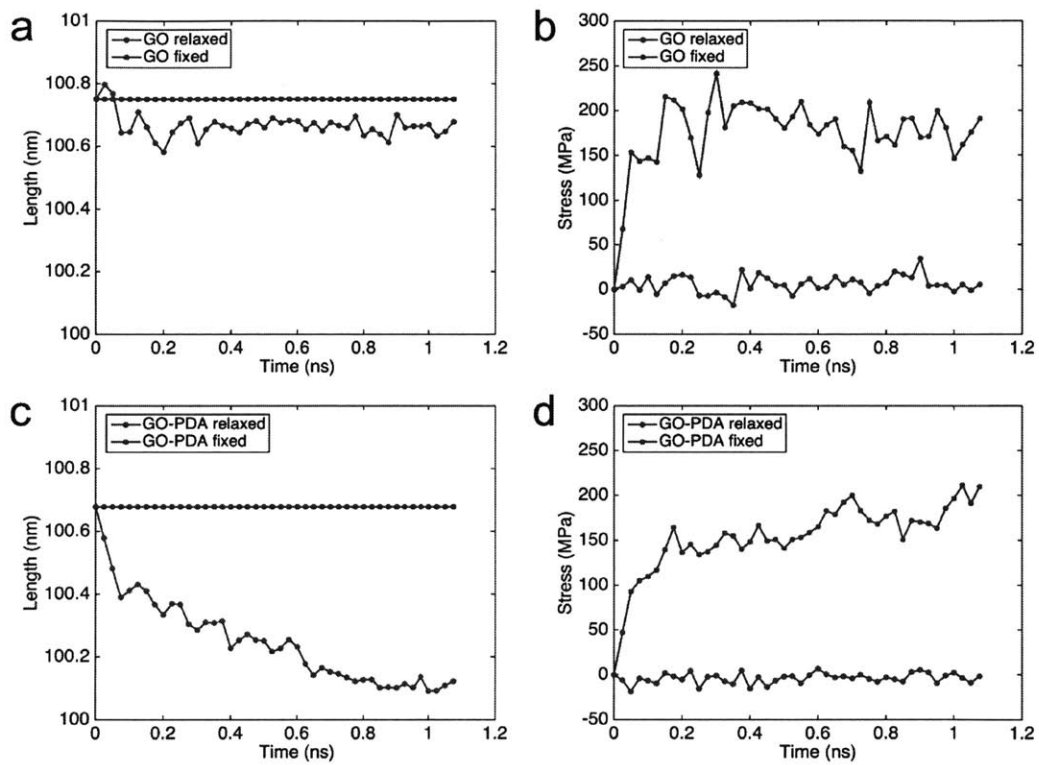 a
GO relaxed
GO fixed
101
100.8
100.6
100.4
100.2
100
Length (nm)
0 0.2 0.4 0.6 0.8 1 1.2
Time (ns)
b
GO relaxed
GO fixed
300
250
200
150
100
50
0
-50
Stress (MPa)
0 0.2 0.4 0.6 0.8 1 1.2
Time (ns)
c
GO-PDA relaxed
GO-PDA fixed
101
100.8
100.6
100.4
100.2
100
Length (nm)
0 0.2 0.4 0.6 0.8 1 1.2
Time (ns)
d
GO-PDA relaxed
GO-PDA fixed
300
250
200
150
100
50
0
-50
Stress (MPa)
0 0.2 0.4 0.6 0.8 1 1.2
Time (ns)